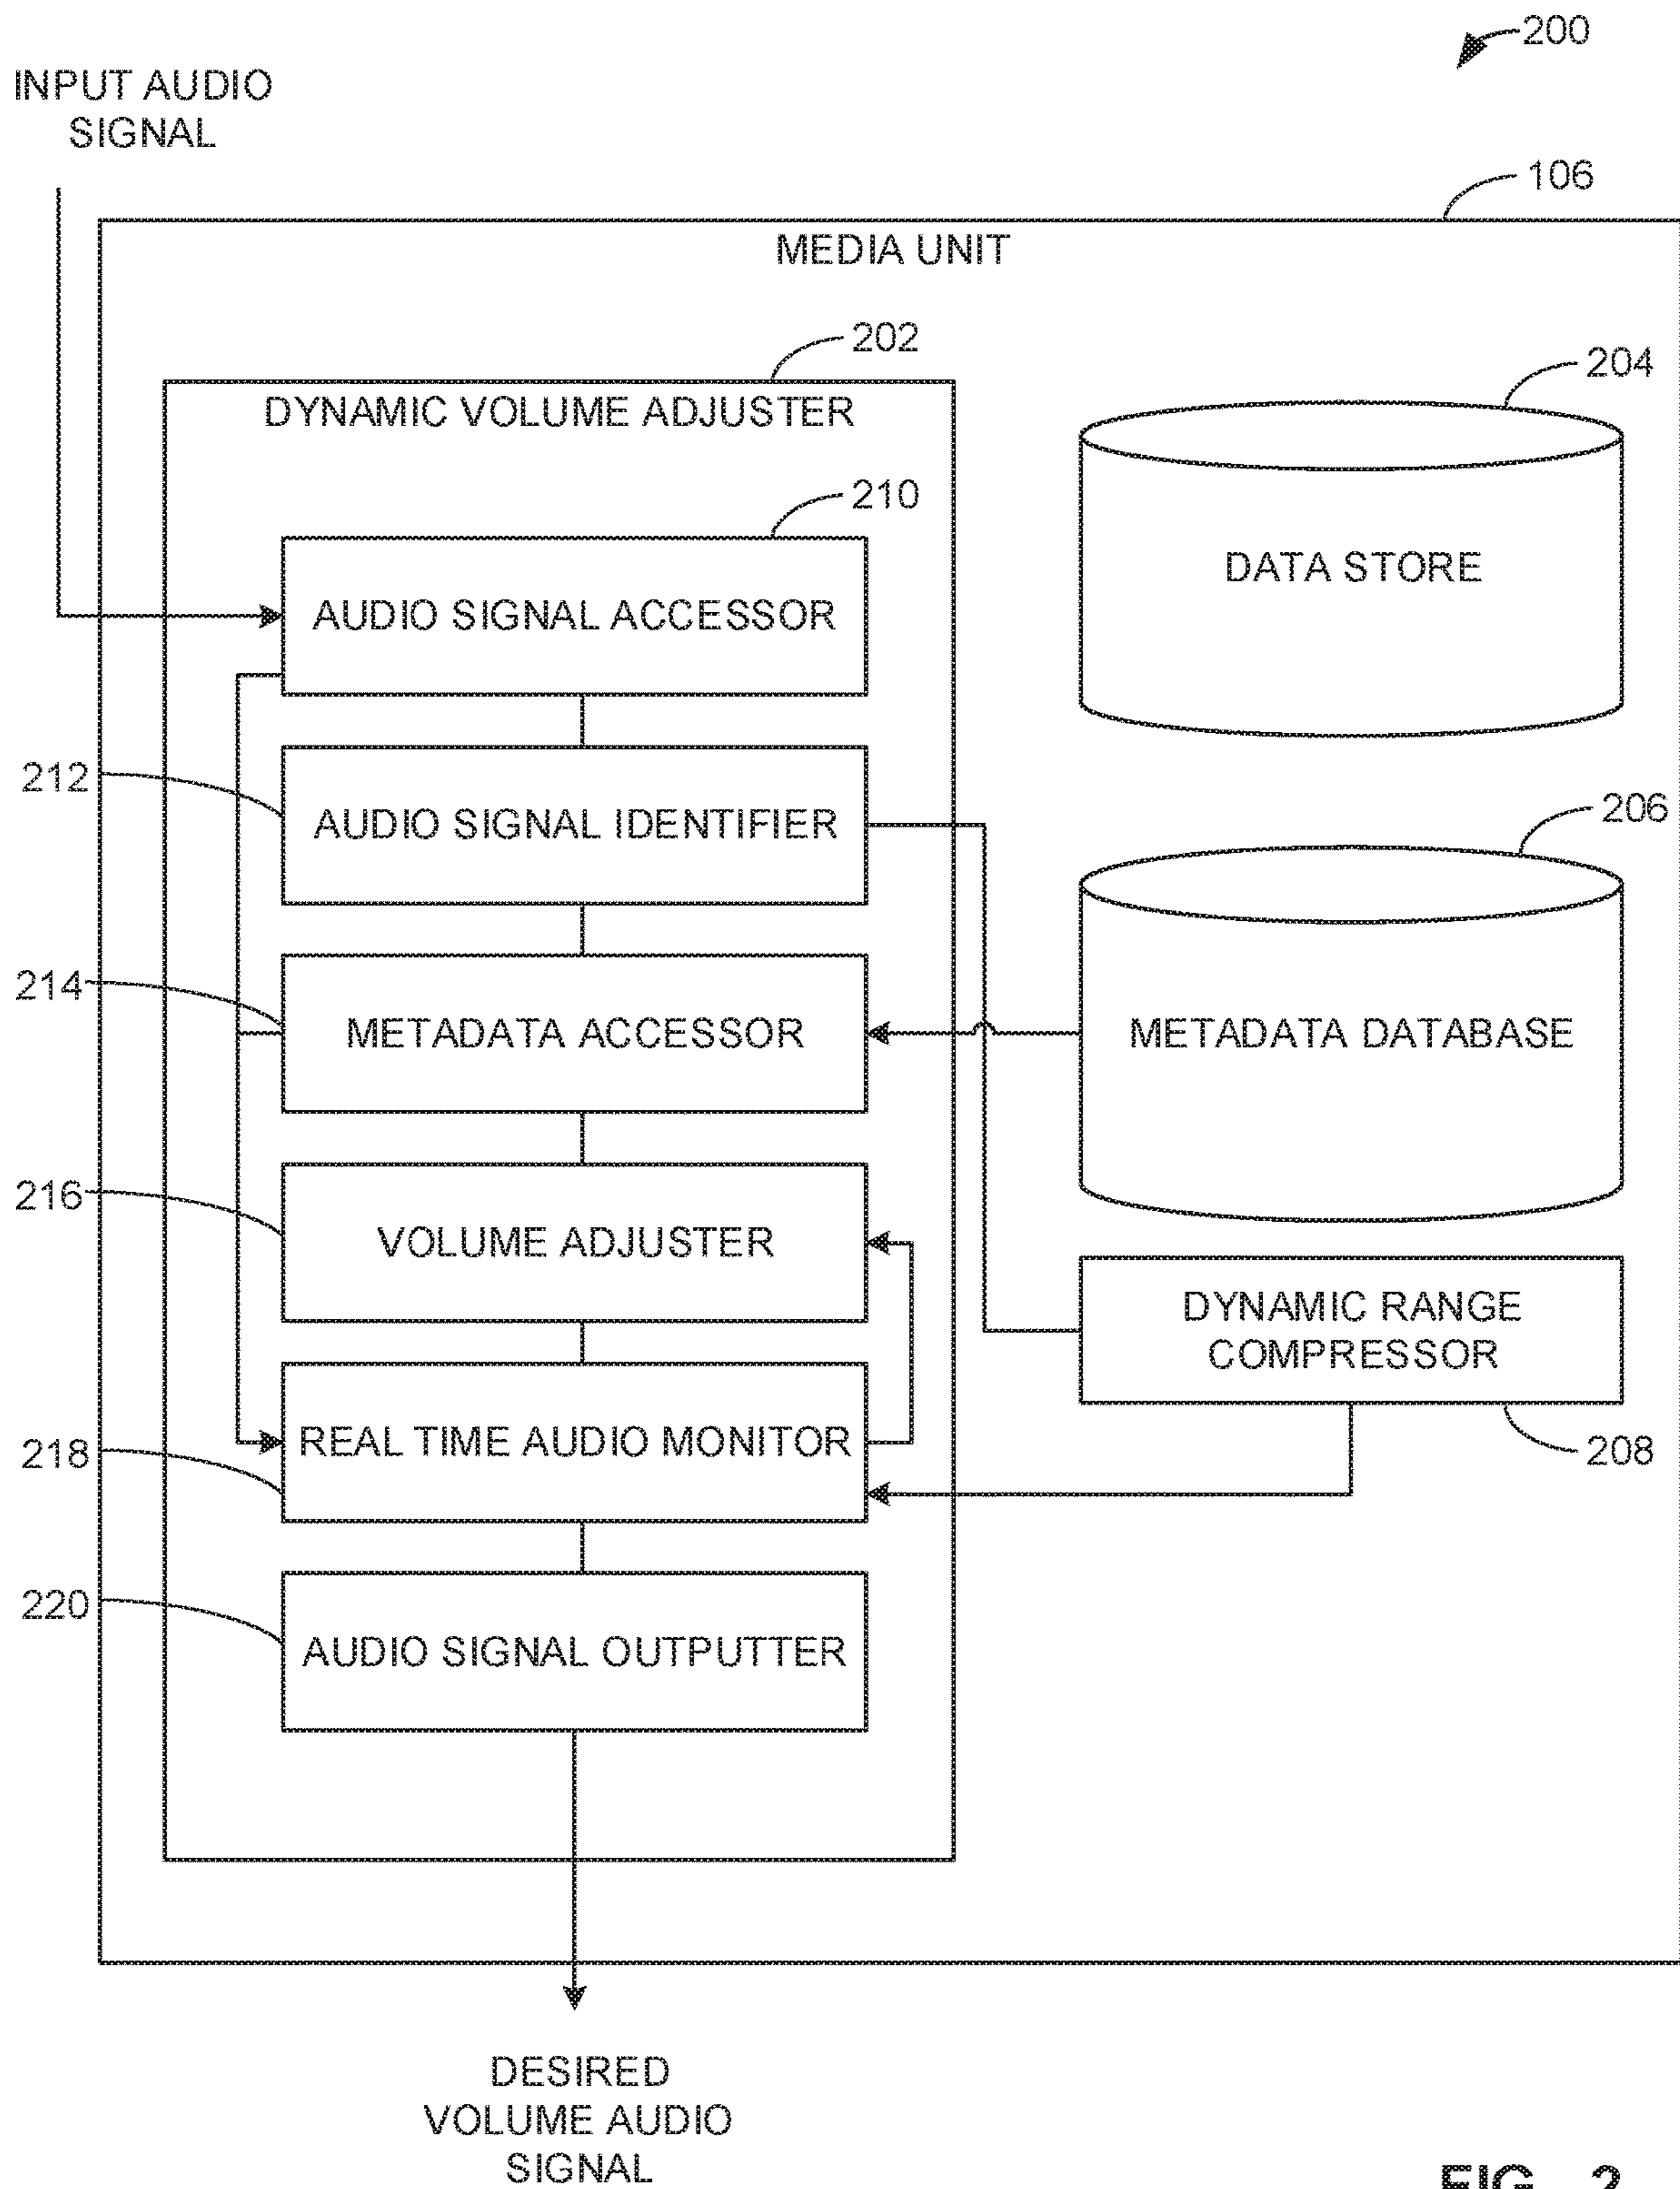 200
INPUT AUDIO
SIGNAL
106
MEDIA UNIT
202
DYNAMIC VOLUME ADJUSTER
204
210
DATA STORE
AUDIO SIGNAL ACCESSOR
212
AUDIO SIGNAL IDENTIFIER
206
214
METADATA ACCESSOR
METADATA DATABASE
216
VOLUME ADJUSTER
DYNAMIC RANGE
COMPRESSOR
218
REAL TIME AUDIO MONITOR
208
220
AUDIO SIGNAL OUTPUTTER
DESIRED
VOLUME AUDIO
SIGNAL
FIG. 2